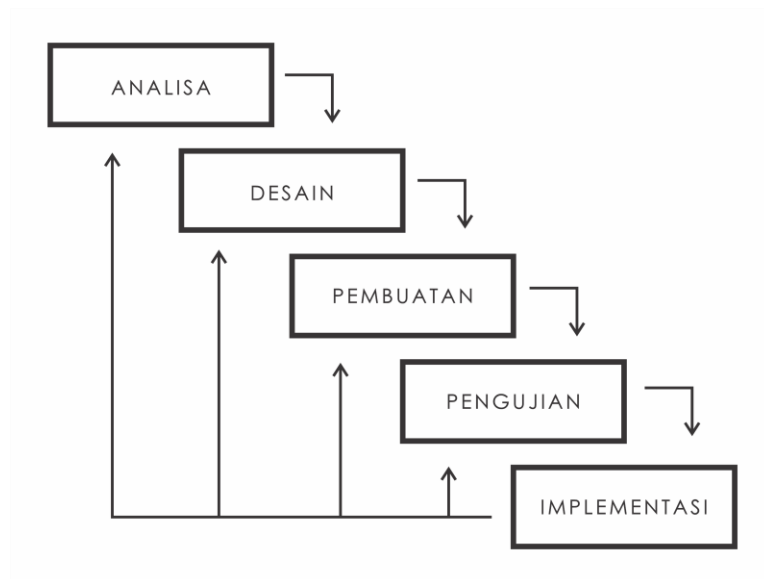 ANALISA
DESAIN
PEMBUATAN
PENGUJIAN
IMPLEMENTASI